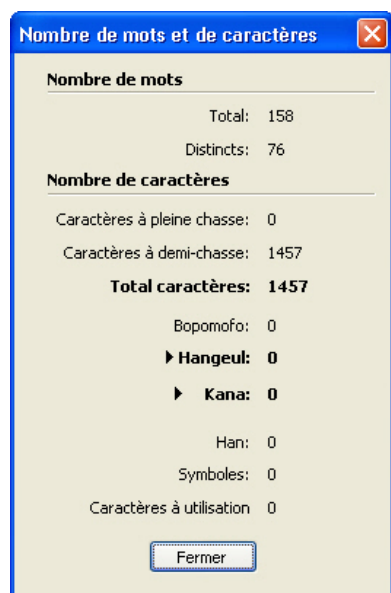 Nombre de mots et de caractères
Nombre de mots
Total: 158
Distincts: 76
Nombre de caractères
Caractères à pleine chasse: 0
Caractères à demi-chasse: 1457
Total caractères: 1457
Bopomofo: 0
Hangeul: 0
Kana: 0
Han: 0
Symboles: 0
Caractères à utilisation 0
Fermer